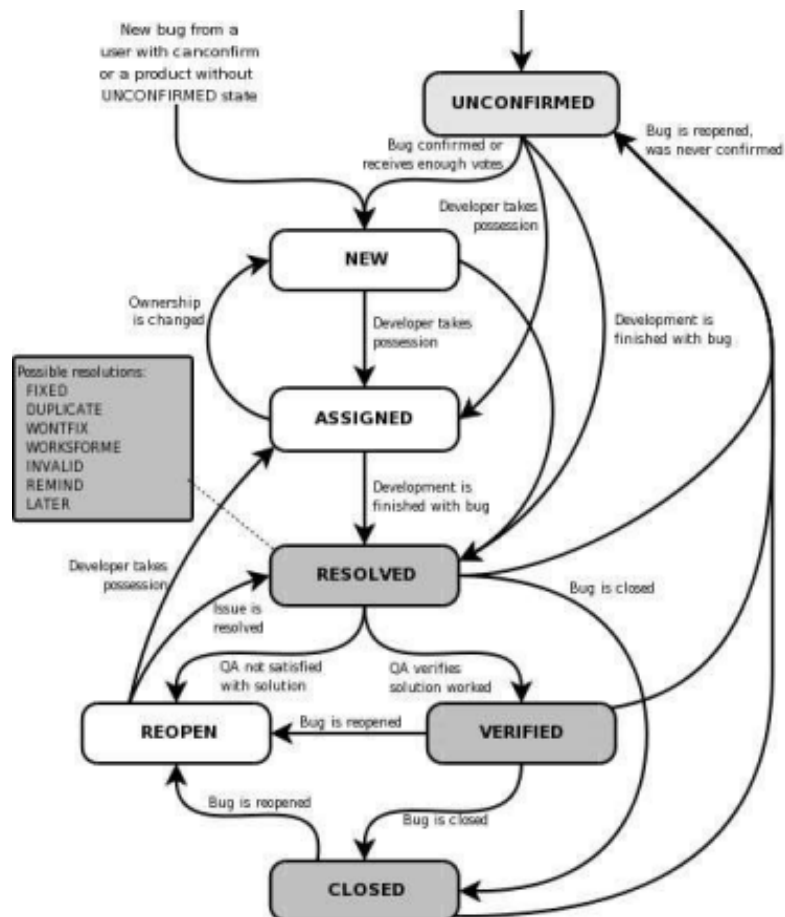 New bug from a
user with canconfirm
or a product without
UNCONFIRMED state
UNCONFIRMED
Bug confirmed or
receives enough votes
Bug is reopened,
was never confirmed
Developer takes
possession
NEW
Ownership
is changed
Developer takes
possession
Development is
finished with bug
Possible resolutions:
FIXED
DUPLICATE
WONTFIX
WORKSFORME
INVALID
REMIND
LATER
ASSIGNED
Development is
finished with bug
Developer takes
possession
RESOLVED
Issue is
resolved
Bug is closed
QA not satisfied
with solution
QA verifies
solution worked
REOPEN
Bug is reopened
VERIFIED
Bug is reopened
Bug is closed
CLOSED